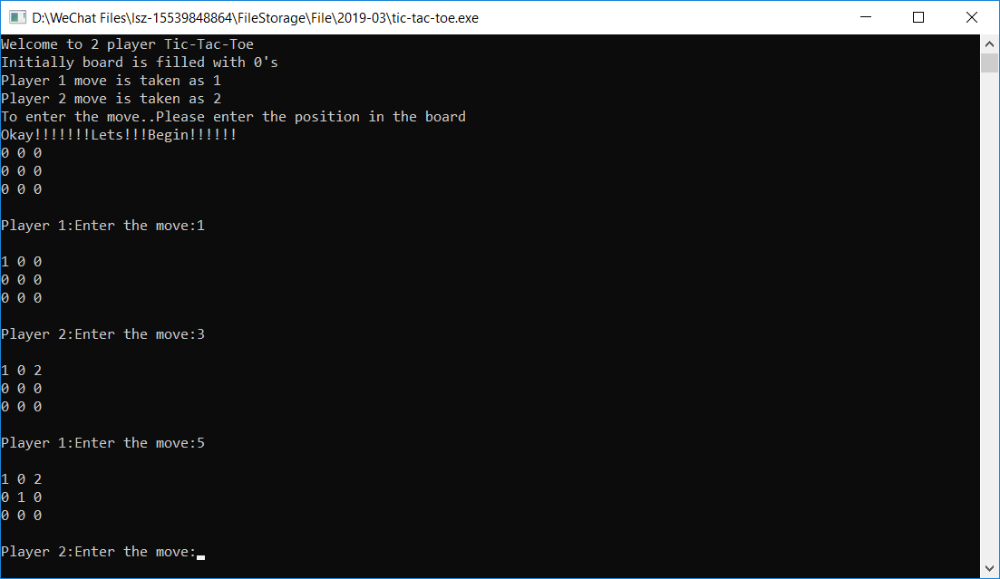 D:\WeChat Files\lsz-15539848864\FileStorage\File\2019-03\tic-tac-toe.exe
Welcome to 2 player Tic-Tac-Toe
Initially board is filled with 0's
Player 1 move is taken as 1
Player 2 move is taken as 2
To enter the move..Please enter the position in the board
Okay!!!!!!!Lets!!!Begin!!!!!!
0 0 0
0 0 0
0 0 0
Player 1:Enter the move:1
1 0 0
0 0 0
0 0 0
Player 2:Enter the move:3
1 0 2
0 0 0
0 0 0
Player 1:Enter the move:5
1 0 2
0 1 0
0 0 0
Player 2:Enter the move: